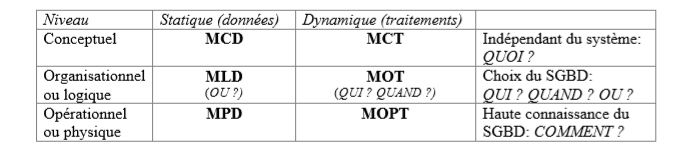 Niveau Statique (données) Dynamique (traitements)
Conceptuel MCD MCT Indépendant du système:
QUOI ?
Organisationnel MLD MOT Choix du SGBD:
ou logique (OU ?) (QUI ? QUAND ?) QUI ? QUAND ? OU ?
Opérationnel MPD MOPT Haute connaissance du
ou physique SGBD: COMMENT ?